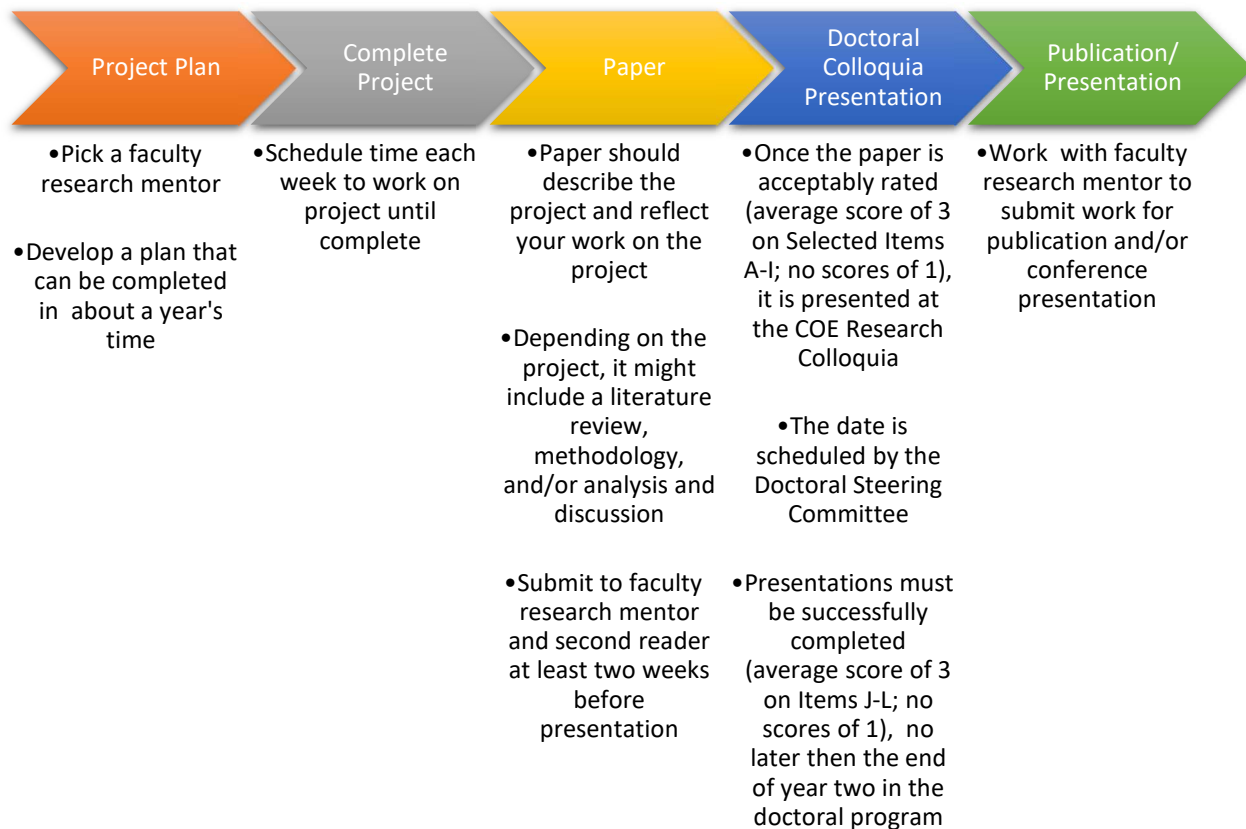 Project Plan
Complete
Project
Paper
Doctoral
Colloquia
Presentation
Publication/
Presentation
•Pick a faculty
research mentor
•Develop a plan that
can be completed
in about a year's
time
•Schedule time each
week to work on
project until
complete
•Paper should
describe the
project and reflect
your work on the
project
•Depending on the
project, it might
include a literature
review,
methodology,
and/or analysis and
discussion
•Submit to faculty
research mentor
and second reader
at least two weeks
before
presentation
•Once the paper is
acceptably rated
(average score of 3
on Selected Items
A-I; no scores of 1),
it is presented at
the COE Research
Colloquia
•The date is
scheduled by the
Doctoral Steering
Committee
•Presentations must
be successfully
completed
(average score of 3
on Items J-L; no
scores of 1), no
later then the end
of year two in the
doctoral program
•Work with faculty
research mentor to
submit work for
publication and/or
conference
presentation